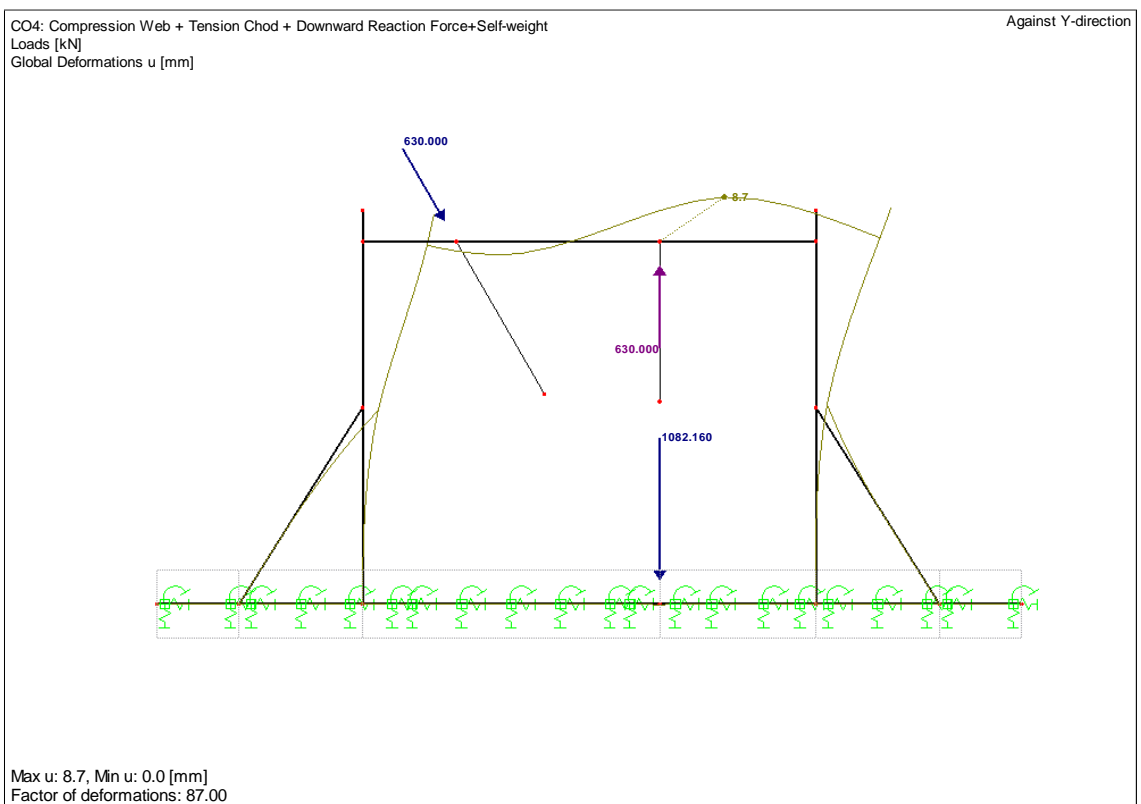 CO4: Compression Web + Tension Chod + Downward Reaction Force+Self-weight
Against Y-direction
Loads [kN]
Global Deformations u [mm]
630.000
8.7
630.000
1082.160
Max u: 8.7, Min u: 0.0 [mm]
Factor of deformations: 87.00